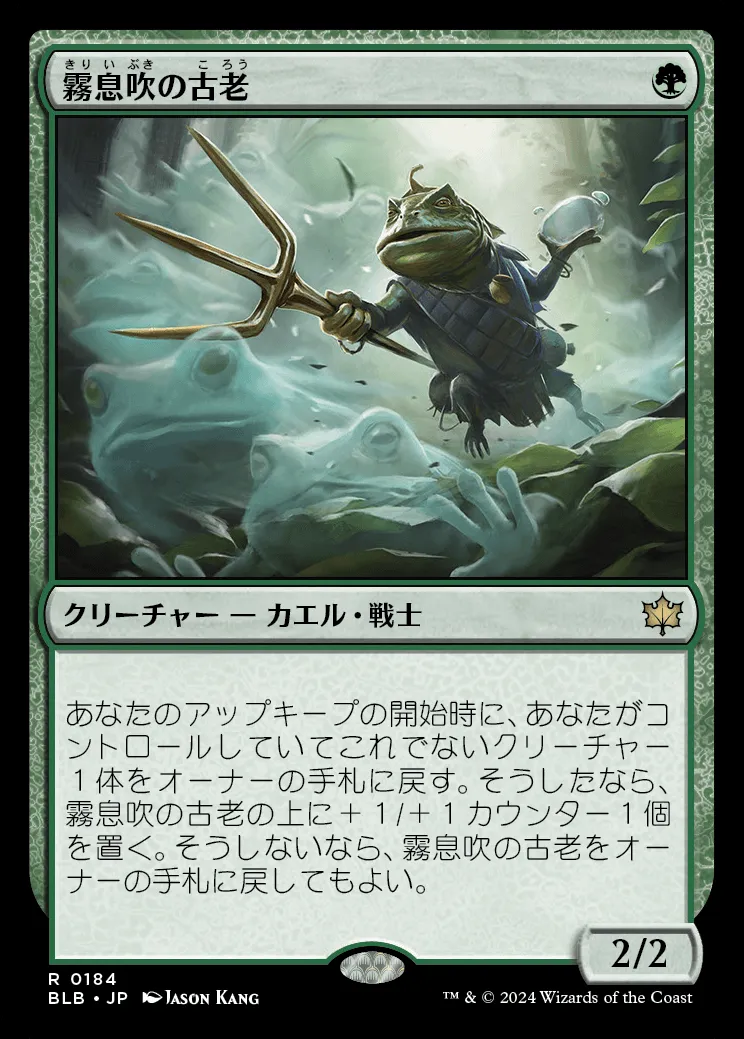 きりいぶき ころう
霧息吹の古老
クリーチャー — カエル・戦士
あなたのアップキープの開始時に、あなたがコ
ントロールしていてこれでないクリーチャー
１体をオーナーの手札に戻す。そうしたなら、
霧息吹の古老の上に＋１/＋１カウンター１個
を置く。そうしないなら、霧息吹の古老をオー
ナーの手札に戻してもよい。
2/2
R 0184
BLB • JP Jason Kang
™ & © 2024 Wizards of the Coast